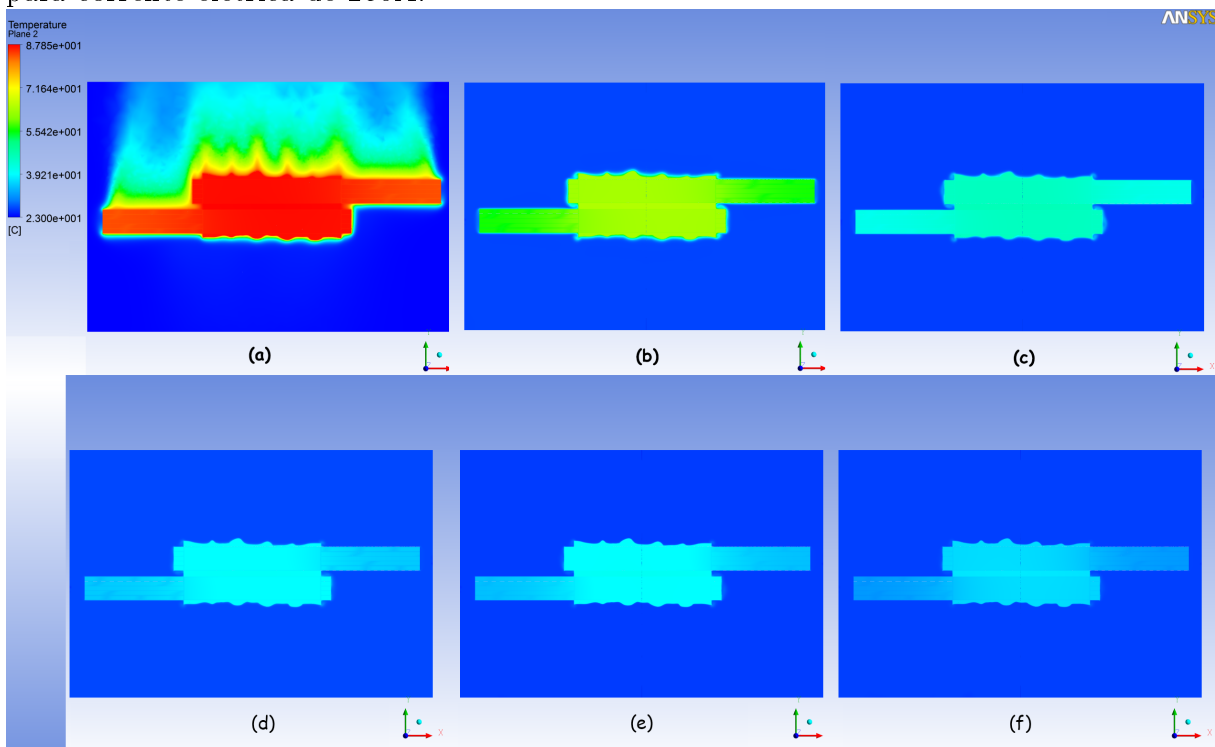 Temperature
Plane 2
ANSYS
8.785e+001
7.164e+001
5.542e+001
3.921e+001
2.300e+001
[C]
(a)
(b)
(c)
X
(d)
X
(e)
X
(f)
X